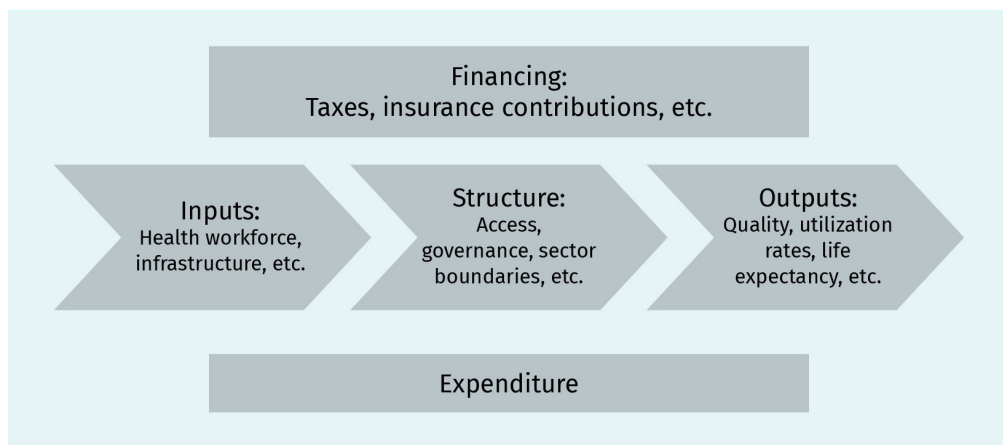 Financing:
Taxes, insurance contributions, etc.
Inputs:
Health workforce,
infrastructure, etc.
Structure:
Access,
governance, sector
boundaries, etc.
Outputs:
Quality, utilization
rates, life
expectancy, etc.
Expenditure